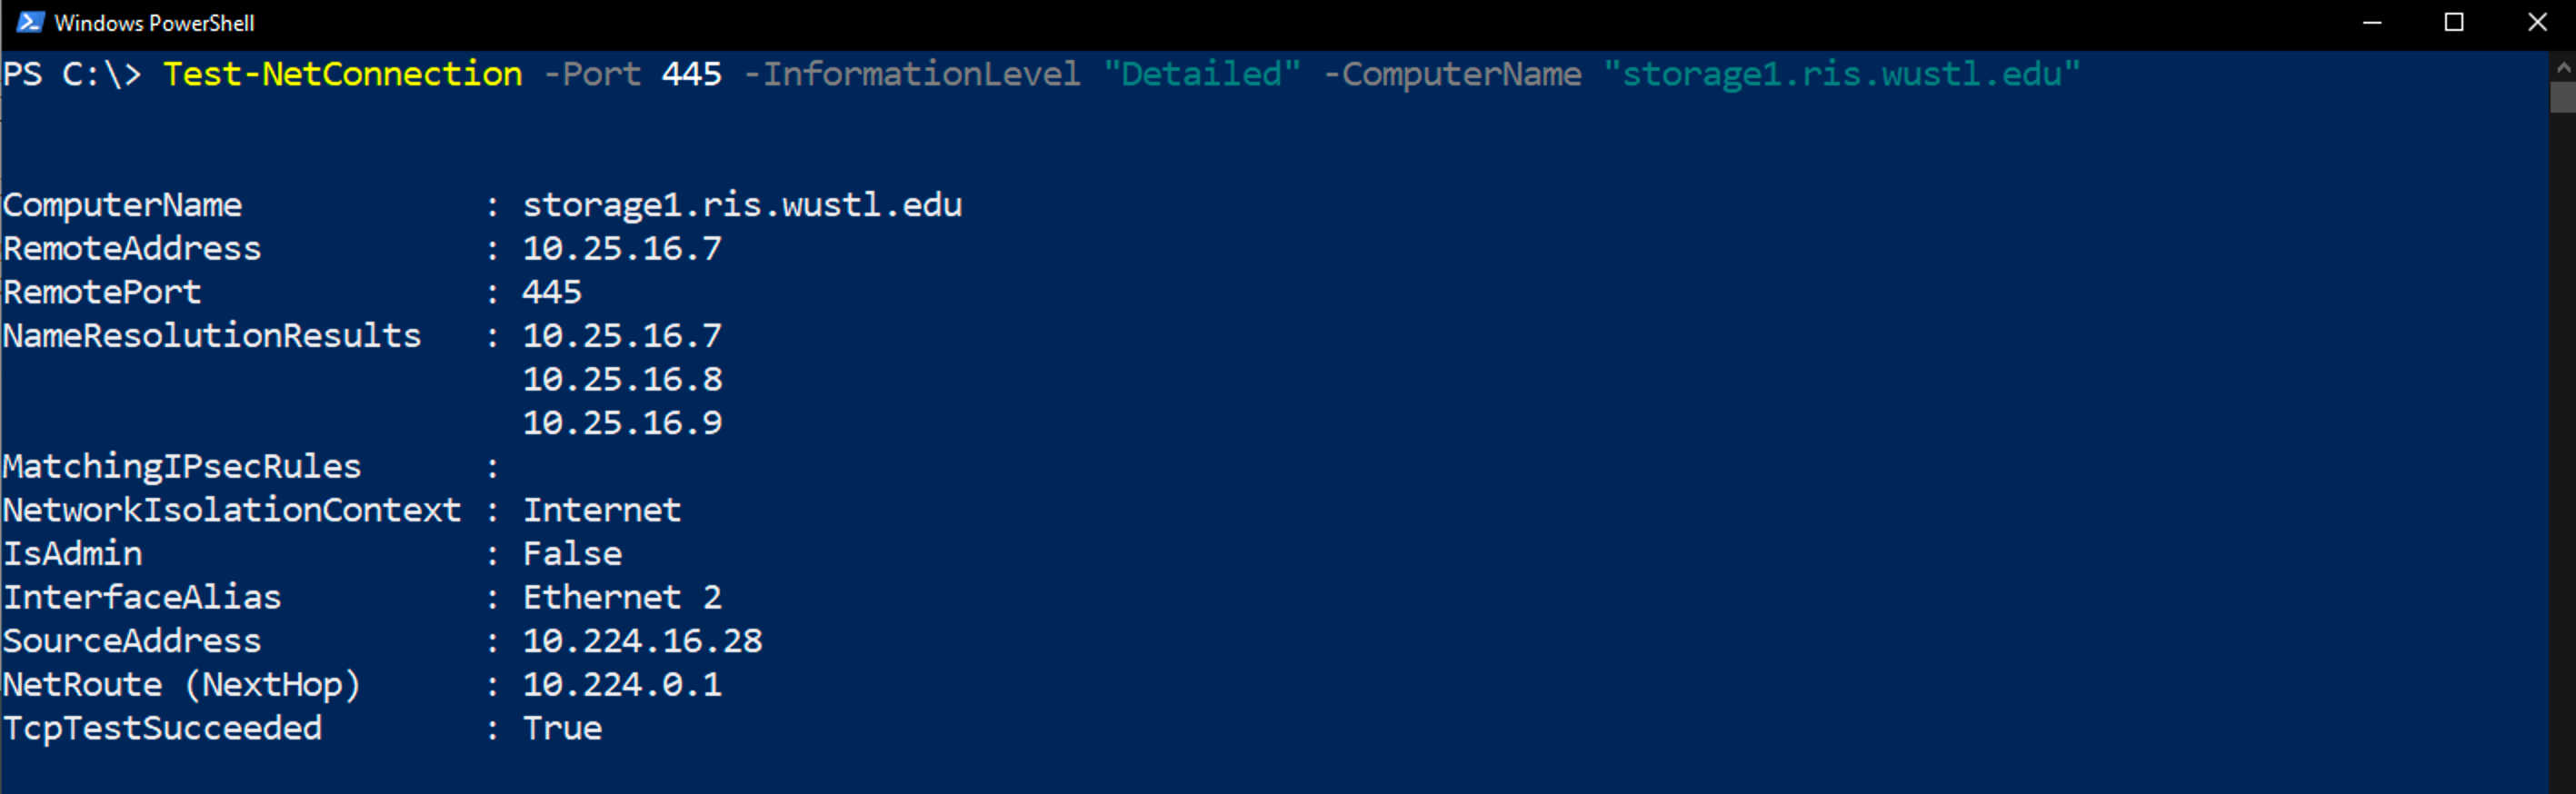 Windows PowerShell
PS C:\> Test-NetConnection -Port 445 -InformationLevel "Detailed" -ComputerName "storage1.ris.wustl.edu"
ComputerName : storage1.ris.wustl.edu
RemoteAddress : 10.25.16.7
RemotePort : 445
NameResolutionResults : 10.25.16.7
10.25.16.8
10.25.16.9
MatchingIPsecRules :
NetworkIsolationContext : Internet
IsAdmin : False
InterfaceAlias : Ethernet 2
SourceAddress : 10.224.16.28
NetRoute (NextHop) : 10.224.0.1
TcpTestSucceeded : True